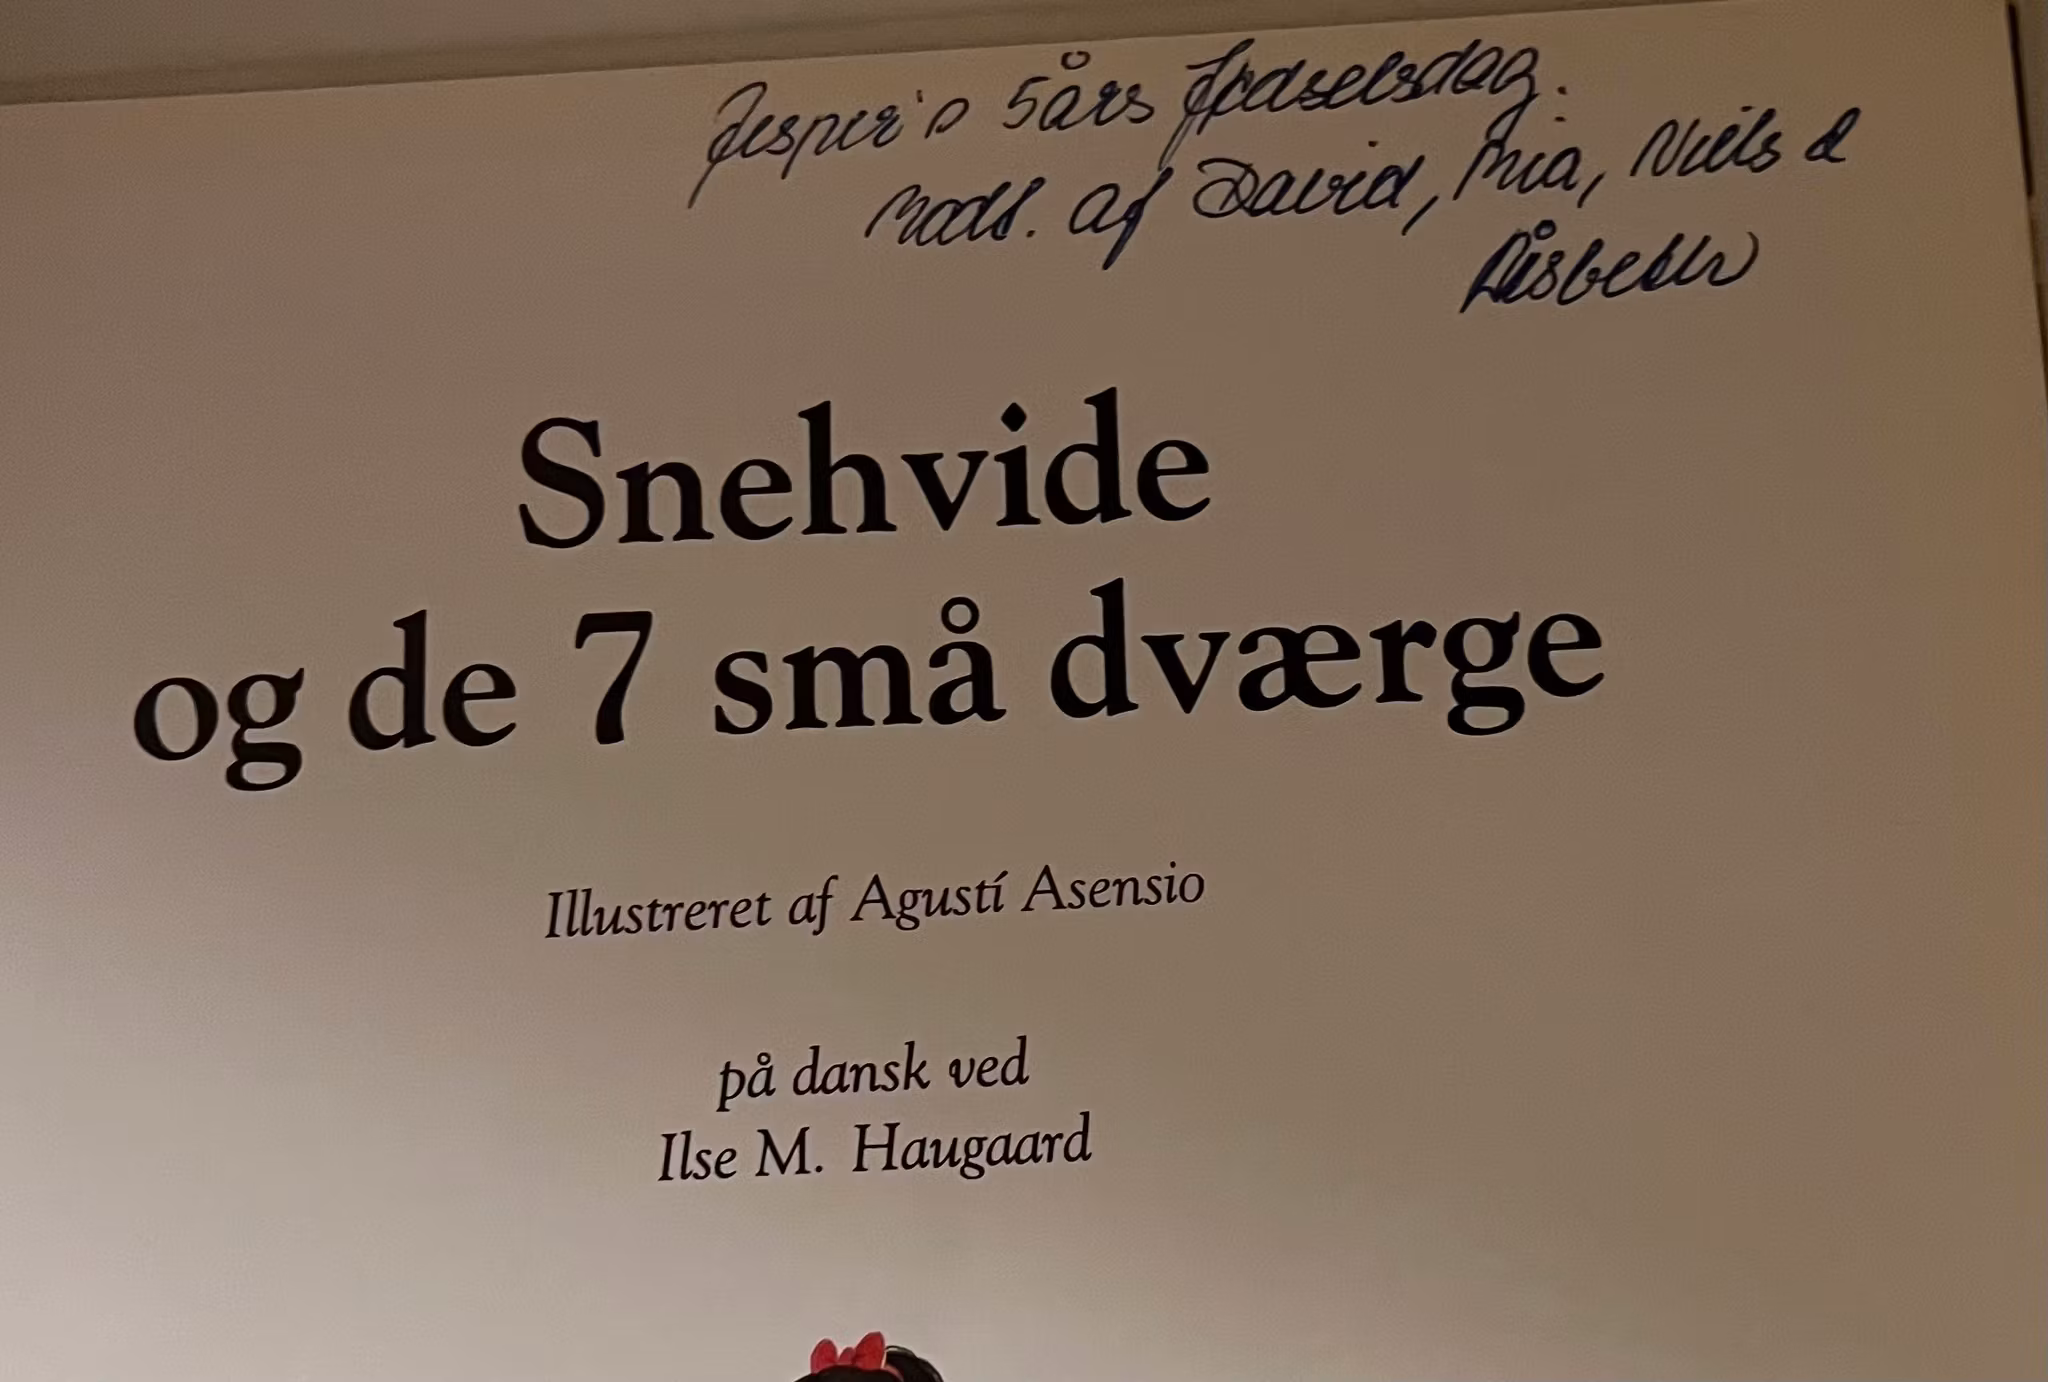 Jesper's 5års fødselsdag.
Modt. af David, Mia, Niels &
Lisbeth
Snehvide
og de 7 små dværge
Illustreret af Agustí Asensio
på dansk ved
Ilse M. Haugaard